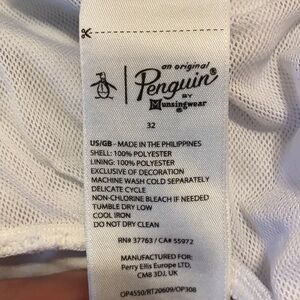 an original
Penguin®
BY
Munsingwear
®
32
US/GB - MADE IN THE PHILIPPINES
SHELL: 100% POLYESTER
LINING: 100% POLYESTER
EXCLUSIVE OF DECORATION
MACHINE WASH COLD SEPARATELY
DELICATE CYCLE
NON-CHLORINE BLEACH IF NEEDED
TUMBLE DRY LOW
COOL IRON
DO NOT DRY CLEAN
RN# 37763 / CA# 55972
MANUFACTURED FOR:
Perry Ellis Europe LTD,
CM8 3DJ, UK
OP4550/RT20609/OP308